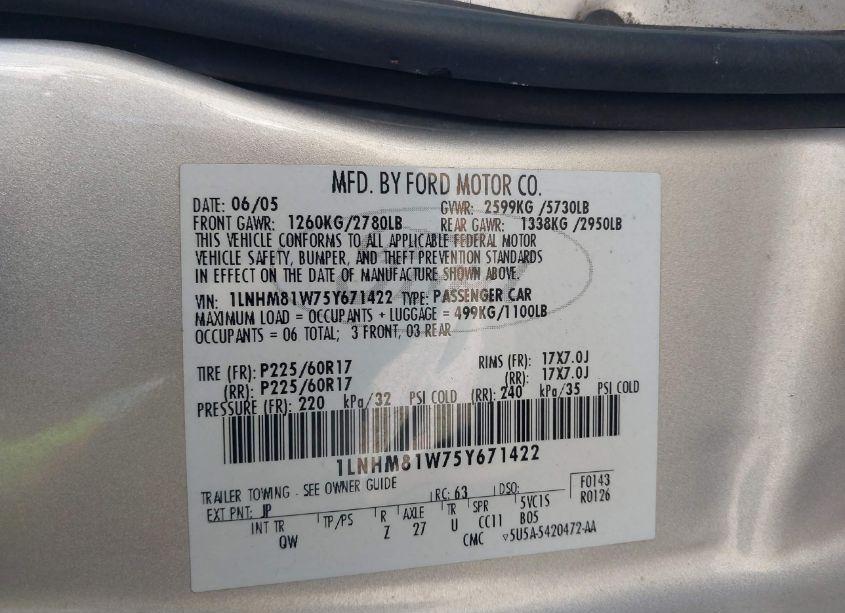 MFD. BY FORD MOTOR CO.
DATE: 06/05 GVWR: 2599KG /5730LB
FRONT GAWR: 1260KG/2780LB REAR GAWR: 1338KG /2950LB
THIS VEHICLE CONFORMS TO ALL APPLICABLE FEDERAL MOTOR
VEHICLE SAFETY, BUMPER, AND THEFT PREVENTION STANDARDS
IN EFFECT ON THE DATE OF MANUFACTURE SHOWN ABOVE.
VIN: 1LNHM81W75Y671422 TYPE: PASSENGER CAR
MAXIMUM LOAD = OCCUPANTS + LUGGAGE = 499KG/1100LB
OCCUPANTS = 06 TOTAL; 3 FRONT, 03 REAR
TIRE (FR): P225/60R17 RIMS (FR): 17X7.0J
(RR): P225/60R17 (RR): 17X7.0J
PRESSURE (FR): 220 kPa/32 PSI COLD (RR): 240 kPa/35 PSI COLD
1LNHM81W75Y671422
TRAILER TOWING - SEE OWNER GUIDE F0143
EXT PNT: JP RC: 63 DSO: R0126
INT TR TP/PS R AXLE TR SPR 5VC15
QW Z 27 U CC11 B05
CMC ▽5U5A-5420472-AA